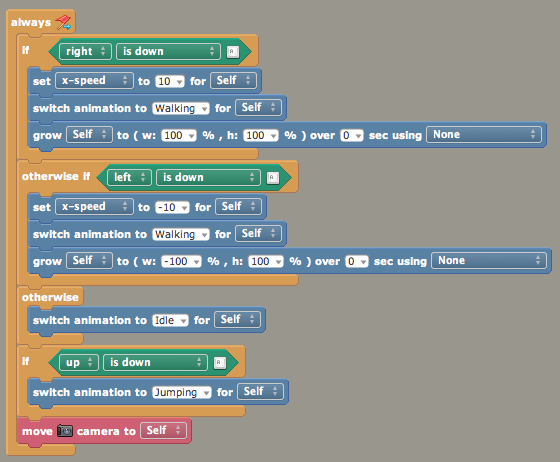 always
if right is down
set x-speed to 10 for Self
switch animation to Walking for Self
grow Self to ( w: 100 % , h: 100 % ) over 0 sec using None
otherwise if left is down
set x-speed to -10 for Self
switch animation to Walking for Self
grow Self to ( w: -100 % , h: 100 % ) over 0 sec using None
otherwise
switch animation to Idle for Self
if up is down
switch animation to Jumping for Self
move camera to Self